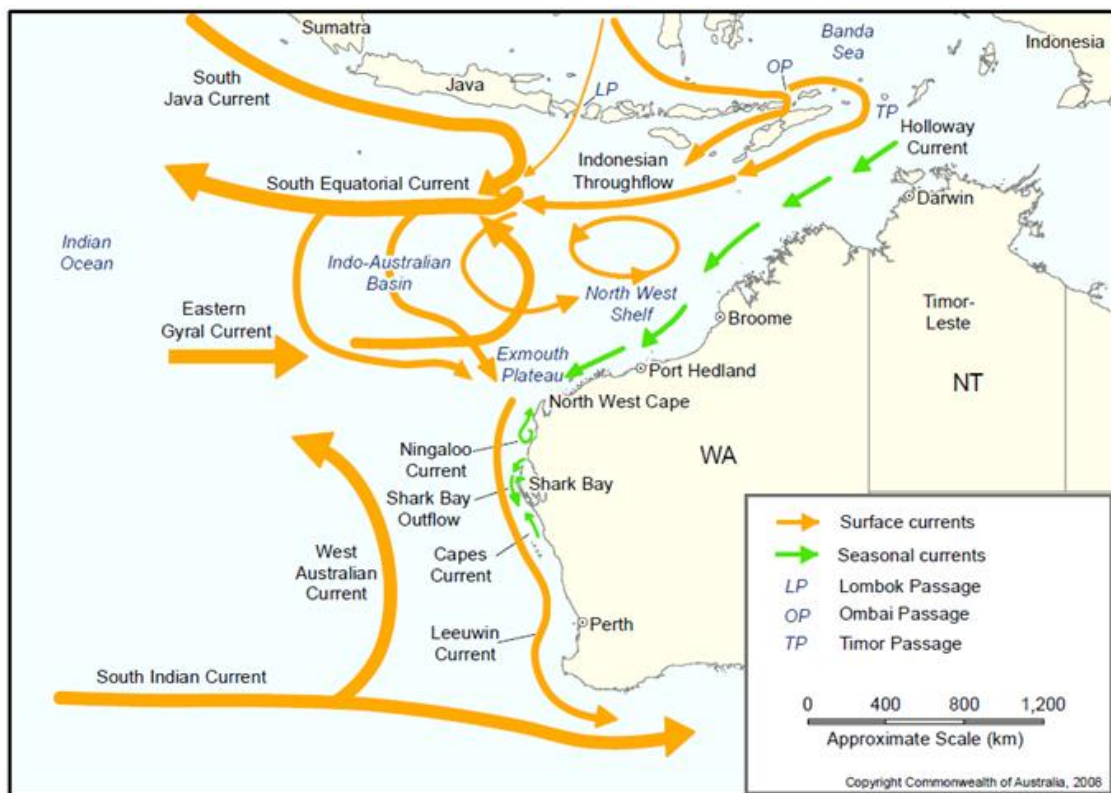 Sumatra
Banda
Sea
Indonesia
South
Java Current
Java
LP
OP
TP
Holloway
Current
Indonesian
Throughflow
South Equatorial Current
Darwin
Indian
Ocean
Indo-Australian
Basin
North West
Shelf
Timor-
Leste
Eastern
Gyral Current
Broome
Exmouth
Plateau
Port Hedland
NT
North West Cape
Ningaloo
Current
WA
Shark Bay
Shark Bay
Outflow
Capes
Current
West
Australian
Current
Leeuwin
Current
Perth
South Indian Current
Surface currents
Seasonal currents
LP Lombok Passage
OP Ombai Passage
TP Timor Passage
0 400 800 1,200
Approximate Scale (km)
Copyright Commonwealth of Australia, 2008